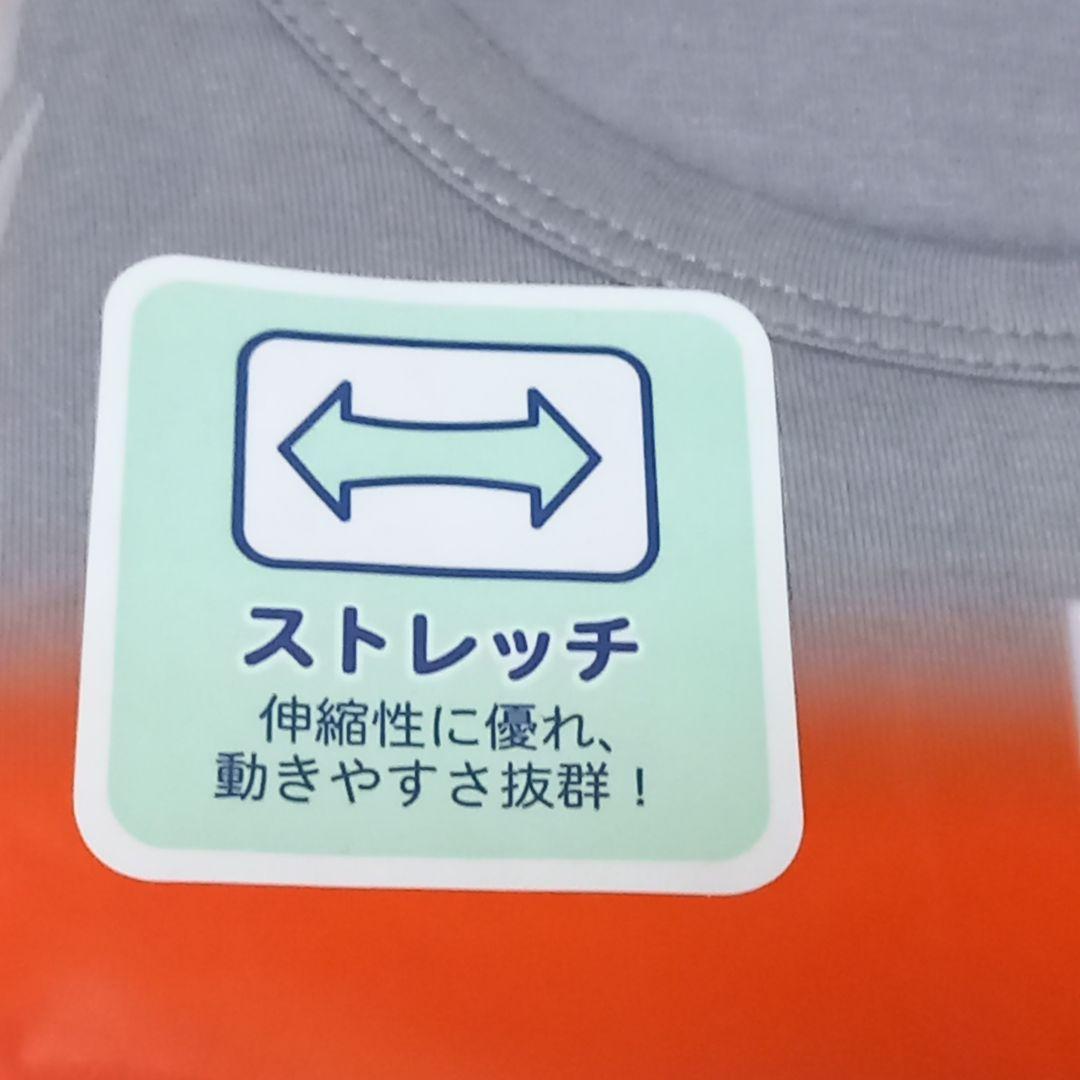 ストレッチ
伸縮性に優れ、
動きやすさ抜群！